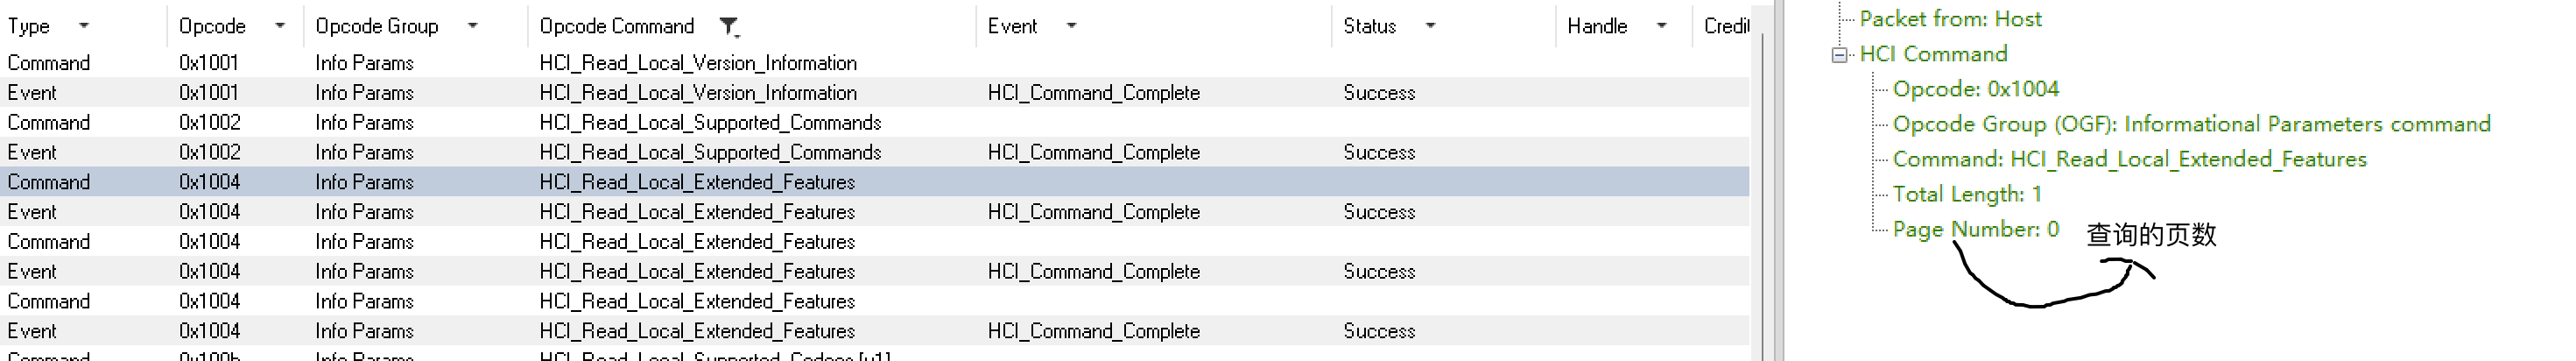 Type Opcode Opcode Group Opcode Command Event Status Handle Credit
Command 0x1001 Info Params HCI_Read_Local_Version_Information
Event 0x1001 Info Params HCI_Read_Local_Version_Information HCI_Command_Complete Success
Command 0x1002 Info Params HCI_Read_Local_Supported_Commands
Event 0x1002 Info Params HCI_Read_Local_Supported_Commands HCI_Command_Complete Success
Command 0x1004 Info Params HCI_Read_Local_Extended_Features
Event 0x1004 Info Params HCI_Read_Local_Extended_Features HCI_Command_Complete Success
Command 0x1004 Info Params HCI_Read_Local_Extended_Features
Event 0x1004 Info Params HCI_Read_Local_Extended_Features HCI_Command_Complete Success
Command 0x1004 Info Params HCI_Read_Local_Extended_Features
Event 0x1004 Info Params HCI_Read_Local_Extended_Features HCI_Command_Complete Success
Command 0x100b HCI_Read_Local_Supported_Codecs [v1]
Packet from: Host
HCI Command
Opcode: 0x1004
Opcode Group (OGF): Informational Parameters command
Command: HCI_Read_Local_Extended_Features
Total Length: 1
Page Number: 0 查询的页数